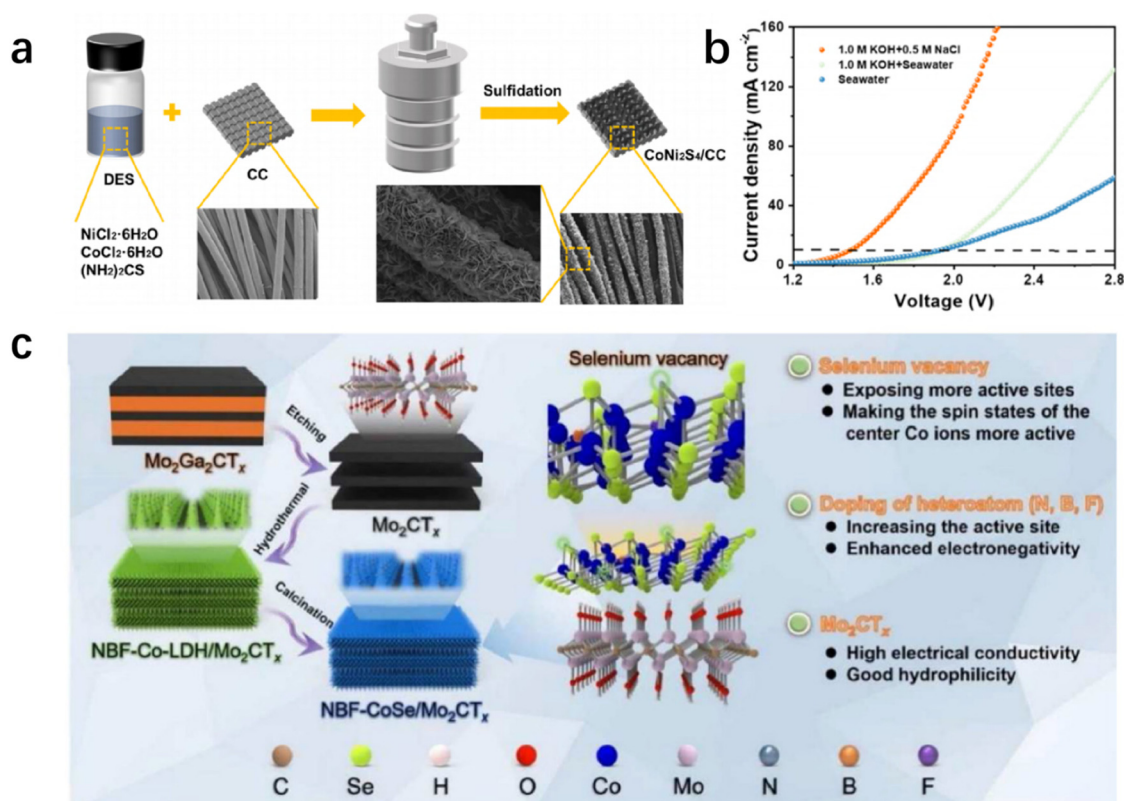 a
DES
NiCl₂·6H₂O
CoCl₂·6H₂O
(NH₂)₂CS
+
CC
Sulfidation
CoNi₂S₄/CC
b
Current density (mA cm⁻²)
160
120
80
40
0
1.0 M KOH+0.5 M NaCl
1.0 M KOH+Seawater
Seawater
1.2 1.6 2.0 2.4 2.8
Voltage (V)
c
Mo₂Ga₂CTₓ
Etching
Mo₂CTₓ
Hydrothermal
NBF-Co-LDH/Mo₂CTₓ
Calcination
NBF-CoSe/Mo₂CTₓ
Selenium vacancy
Selenium vacancy
● Exposing more active sites
● Making the spin states of the
center Co ions more active
Doping of heteroatom (N, B, F)
● Increasing the active site
● Enhanced electronegativity
Mo₂CTₓ
● High electrical conductivity
● Good hydrophilicity
C Se H O Co Mo N B F